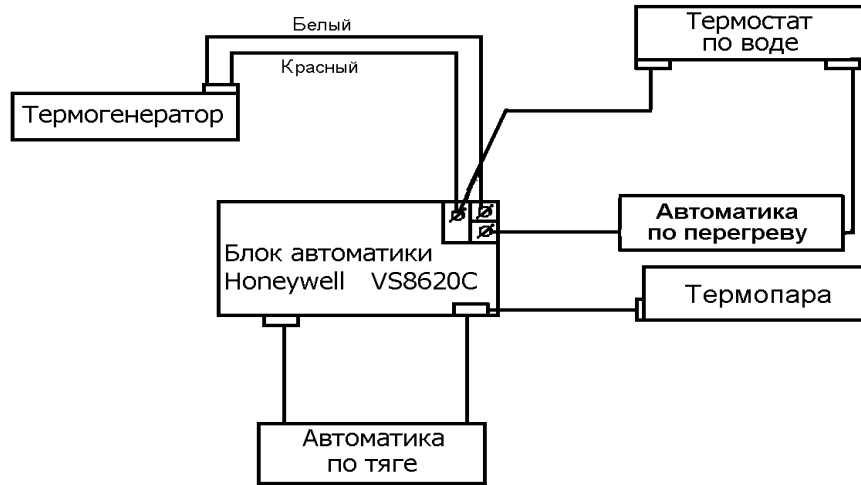 Белый
Красный
Термогенератор
Термостат
по воде
Автоматика
по перегреву
Блок автоматики
Honeywell VS8620C
Термопара
Автоматика
по тяге